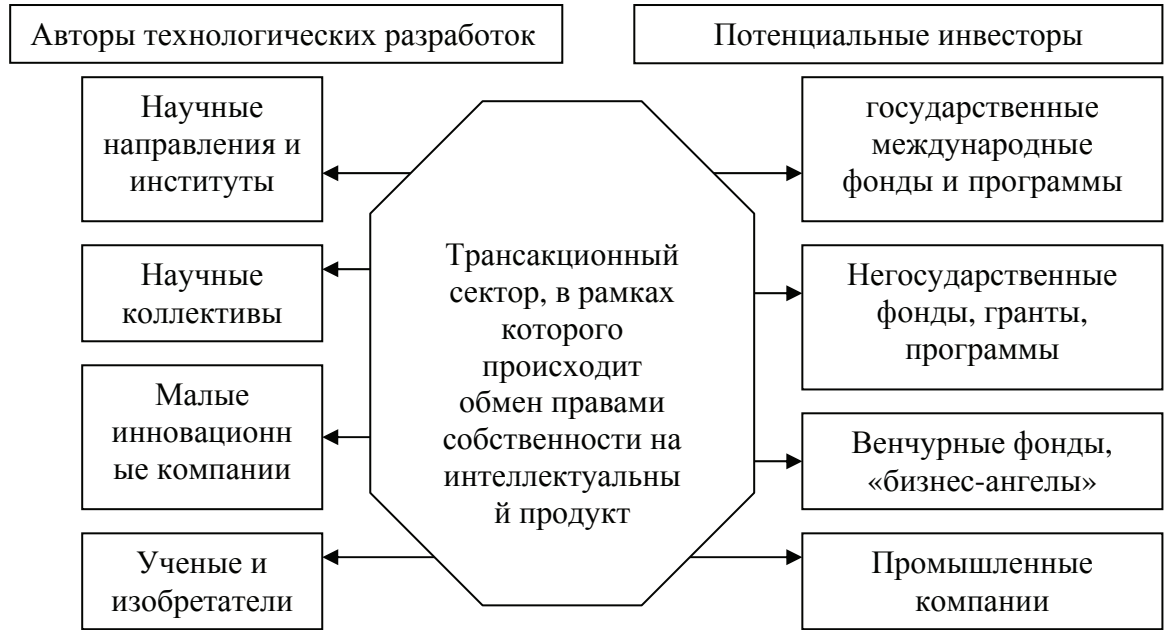 Авторы технологических разработок
Потенциальные инвесторы
Научные
направления и
институты
Научные
коллективы
Малые
инновационн
ые компании
Ученые и
изобретатели
Трансакционный
сектор, в рамках
которого
происходит
обмен правами
собственности на
интеллектуальны
й продукт
государственные
международные
фонды и программы
Негосударственные
фонды, гранты,
программы
Венчурные фонды,
«бизнес-ангелы»
Промышленные
компании